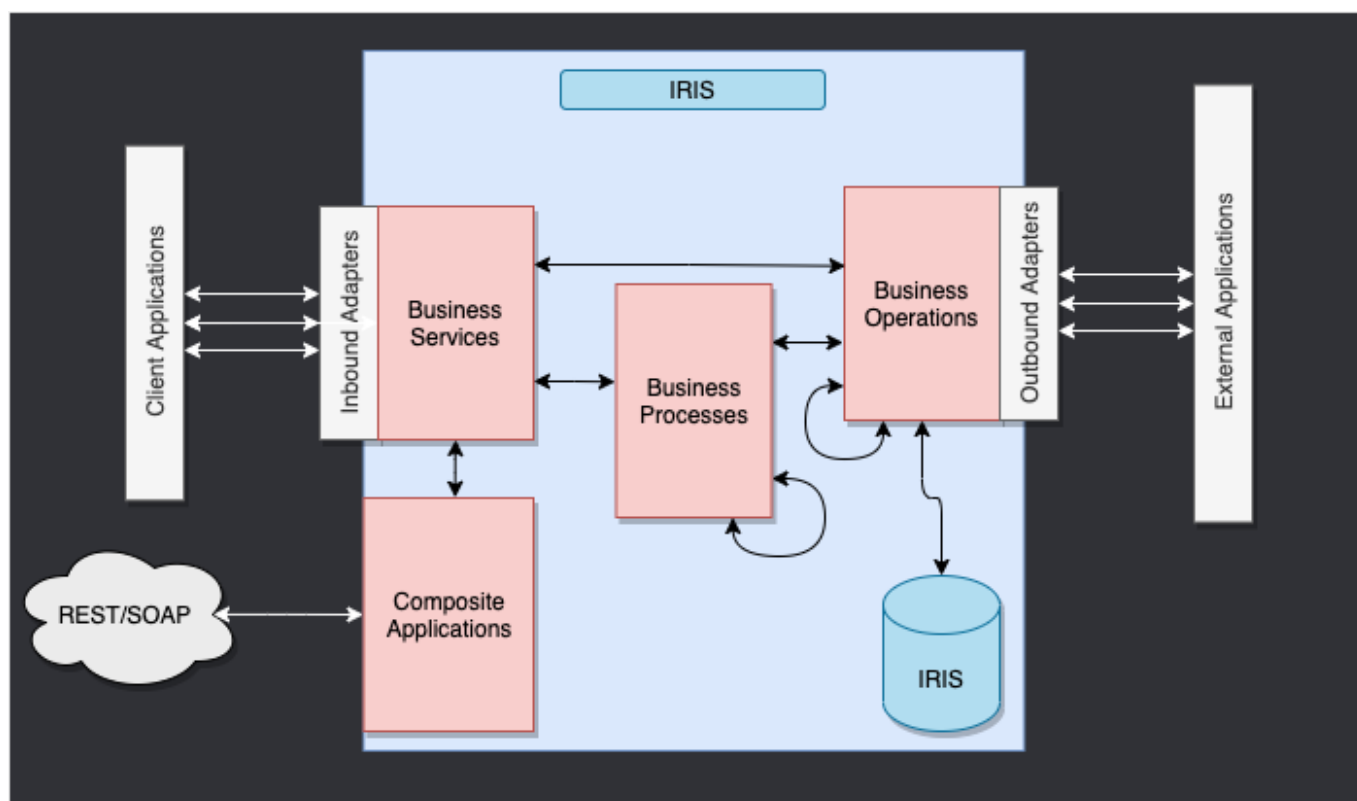 IRIS
Client Applications
Inbound Adapters
Business
Services
Business
Processes
Business
Operations
Outbound Adapters
External Applications
REST/SOAP
Composite
Applications
IRIS